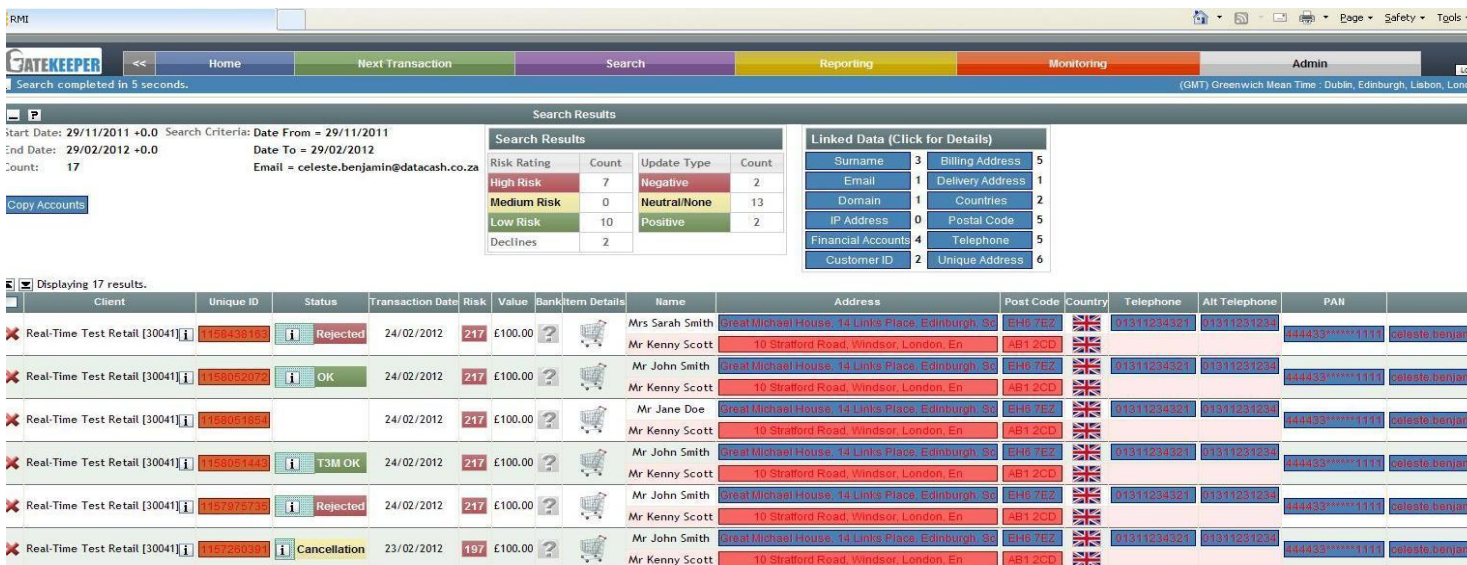 RMI
Page Safety Tools
GATEKEEPER << Home Next Transaction Search Reporting Monitoring Admin
Search completed in 5 seconds. (GMT) Greenwich Mean Time : Dublin, Edinburgh, Lisbon,
Search Results
Start Date: 29/11/2011 +0.0 Search Criteria: Date From = 29/11/2011
End Date: 29/02/2012 +0.0 Date To = 29/02/2012
Count: 17 Email = celeste.benjamin@datacash.co.za
Copy Accounts
Search Results
Risk Rating Count Update Type Count
High Risk 7 Negative 2
Medium Risk 0 Neutral/None 13
Low Risk 10 Positive 2
Declines 2
Linked Data (Click for Details)
Surname 3 Billing Address 5
Email 1 Delivery Address 1
Domain 1 Countries 2
IP Address 0 Postal Code 5
Financial Accounts 4 Telephone 5
Customer ID 2 Unique Address 6
Displaying 17 results.
Client Unique ID Status Transaction Date Risk Value Bank Item Details Name Address Post Code Country Telephone Alt Telephone PAN
Real-Time Test Retail [30041] i 1158438163 i Rejected 24/02/2012 217 £100.00 ? Mrs Sarah Smith Great Michael House, 14 Links Place, Edinburgh, Sc EH6 7EZ 01311234321 01311231234 444433******1111 celeste.benjam
Mr Kenny Scott 10 Stratford Road, Windsor, London, En AB1 2CD
Real-Time Test Retail [30041] i 1158052072 i OK 24/02/2012 217 £100.00 ? Mr John Smith Great Michael House, 14 Links Place, Edinburgh, Sc EH6 7EZ 01311234321 01311231234 444433******1111 celeste.benjam
Mr Kenny Scott 10 Stratford Road, Windsor, London, En AB1 2CD
Real-Time Test Retail [30041] i 1158051854 24/02/2012 217 £100.00 ? Mr Jane Doe Great Michael House, 14 Links Place, Edinburgh, Sc EH6 7EZ 01311234321 01311231234 444433******1111 celeste.benjam
Mr Kenny Scott 10 Stratford Road, Windsor, London, En AB1 2CD
Real-Time Test Retail [30041] i 1158051443 i T3M OK 24/02/2012 217 £100.00 ? Mr John Smith Great Michael House, 14 Links Place, Edinburgh, Sc EH6 7EZ 01311234321 01311231234 444433******1111 celeste.benjam
Mr Kenny Scott 10 Stratford Road, Windsor, London, En AB1 2CD
Real-Time Test Retail [30041] i 1157975735 i Rejected 24/02/2012 217 £100.00 ? Mr John Smith Great Michael House, 14 Links Place, Edinburgh, Sc EH6 7EZ 01311234321 01311231234 444433******1111 celeste.benjam
Mr Kenny Scott 10 Stratford Road, Windsor, London, En AB1 2CD
Real-Time Test Retail [30041] i 1157260391 i Cancellation 23/02/2012 197 £100.00 ? Mr John Smith Great Michael House, 14 Links Place, Edinburgh, Sc EH6 7EZ 01311234321 01311231234 444433******1111 celeste.benjam
Mr Kenny Scott 10 Stratford Road, Windsor, London, En AB1 2CD